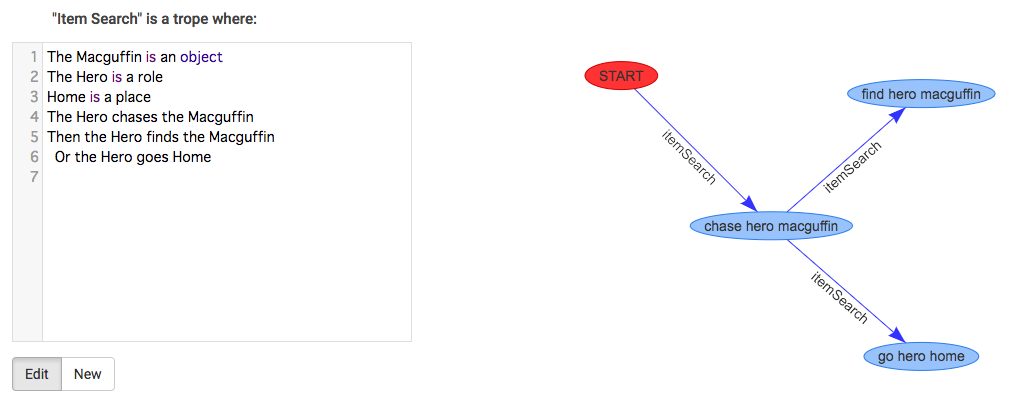 "Item Search" is a trope where:
1 The Macguffin is an object
2 The Hero is a role
3 Home is a place
4 The Hero chases the Macguffin
5 Then the Hero finds the Macguffin
6 Or the Hero goes Home
7
Edit New
START
itemSearch
find hero macguffin
itemSearch
chase hero macguffin
itemSearch
go hero home